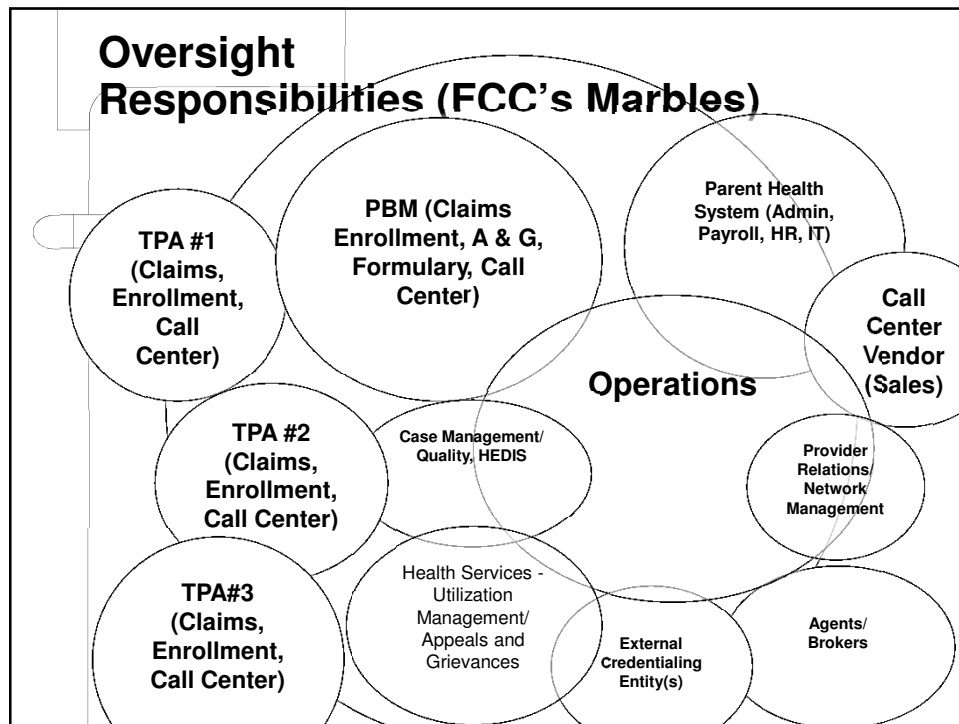 Oversight
Responsibilities (FCC's Marbles)
PBM (Claims
Enrollment, A & G,
Formulary, Call
Center)
Parent Health
System (Admin,
Payroll, HR, IT)
TPA #1
(Claims,
Enrollment,
Call
Center)
Call
Center
Vendor
(Sales)
Operations
TPA #2
(Claims,
Enrollment,
Call Center)
Case Management/
Quality, HEDIS
Provider
Relations/
Network
Management
TPA#3
(Claims,
Enrollment,
Call Center)
Health Services -
Utilization
Management/
Appeals and
Grievances
External
Credentialing
Entity(s)
Agents/
Brokers